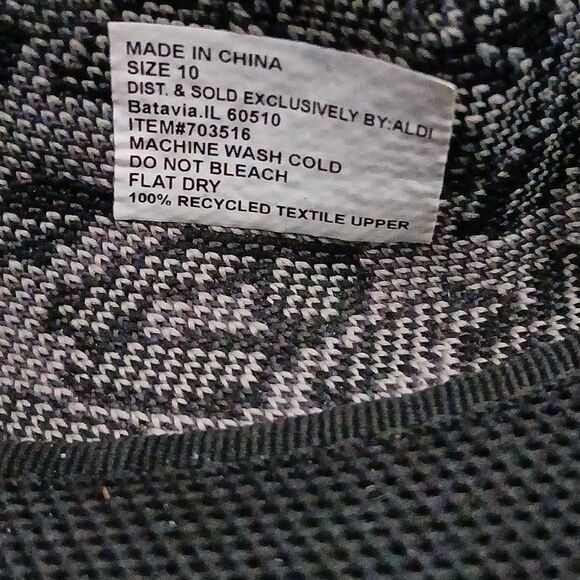 MADE IN CHINA
SIZE 10
DIST. & SOLD EXCLUSIVELY BY:ALDI
Batavia.IL 60510
ITEM#703516
MACHINE WASH COLD
DO NOT BLEACH
FLAT DRY
100% RECYCLED TEXTILE UPPER